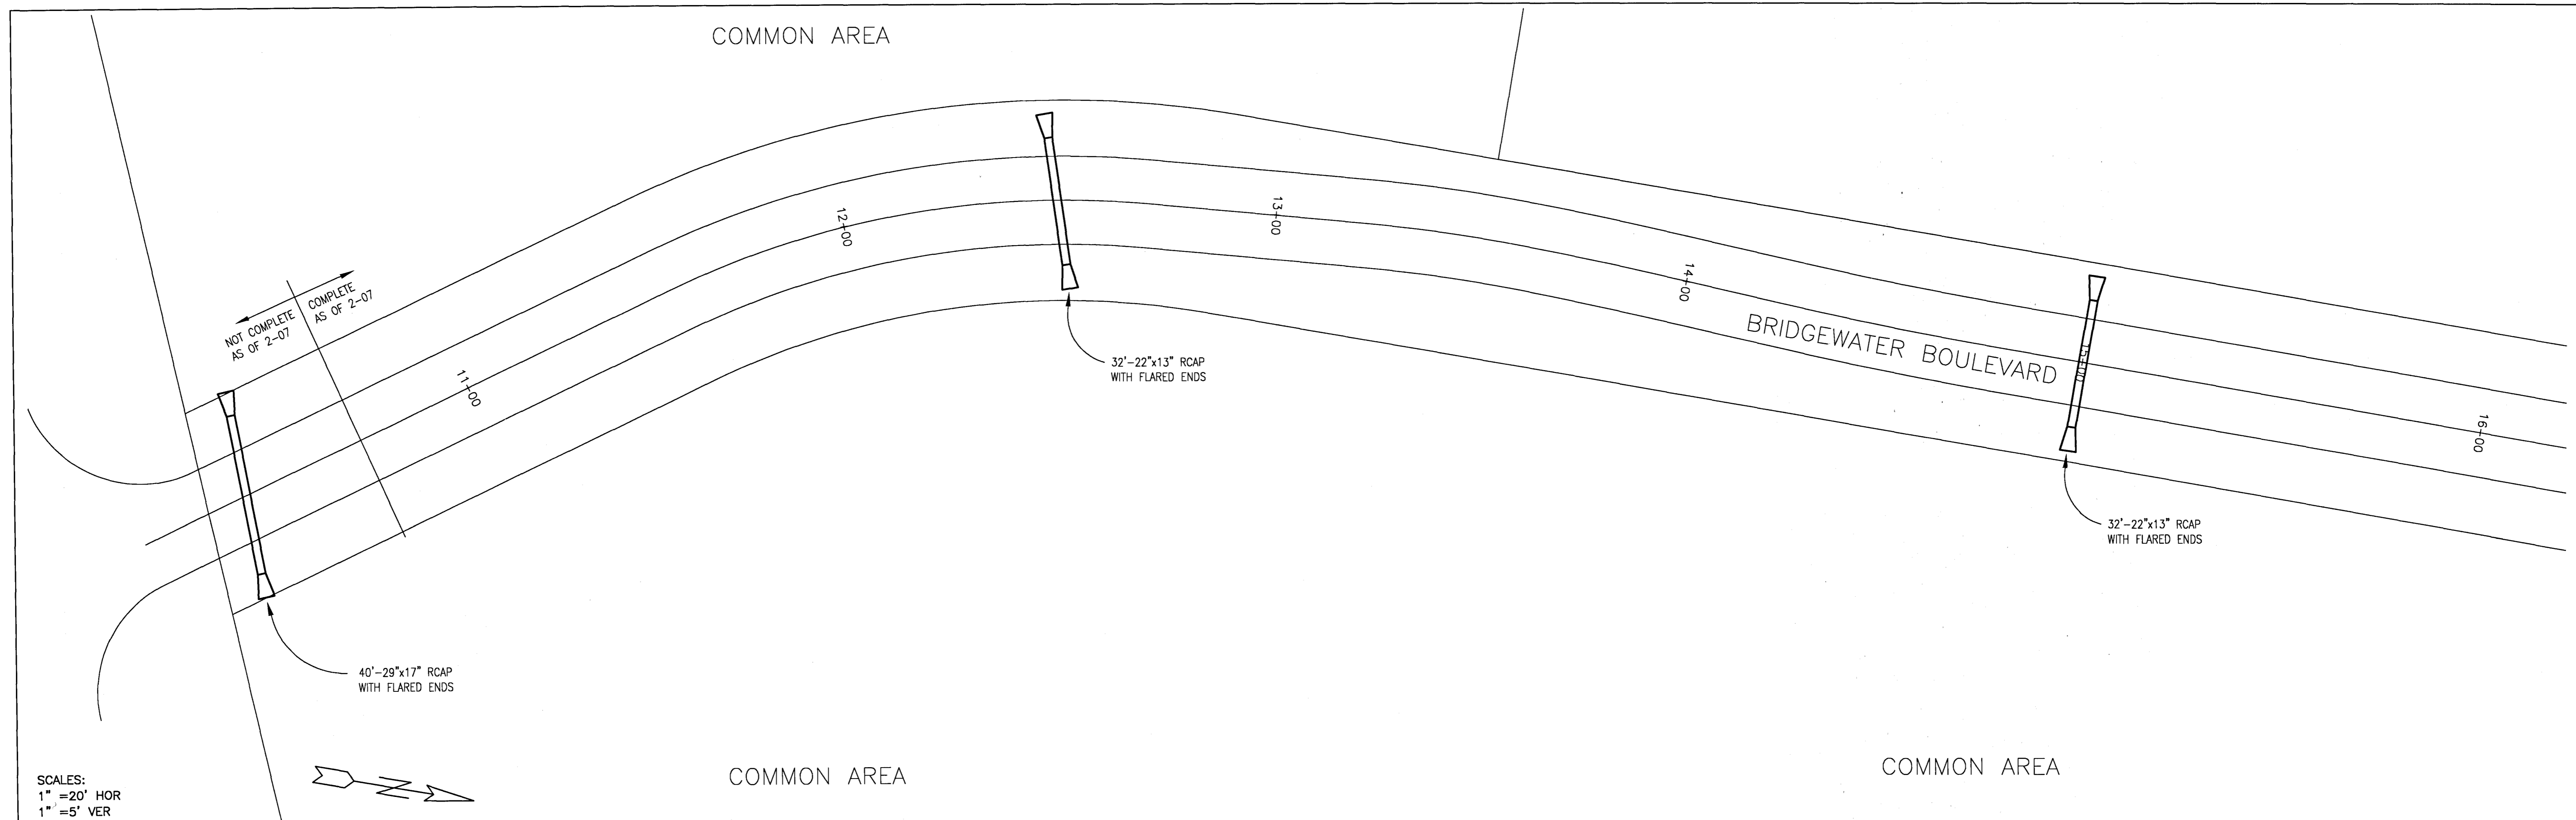 COMMON AREA
12+00
13+00
14+00
NOT COMPLETE
AS OF 2-07
COMPLETE
AS OF 2-07
11+00
BRIDGEWATER BOULEVARD
15+00
16+00
32'-22"x13" RCAP
WITH FLARED ENDS
32'-22"x13" RCAP
WITH FLARED ENDS
40'-29"x17" RCAP
WITH FLARED ENDS
COMMON AREA
COMMON AREA
SCALES:
1" =20' HOR
1" =5' VER
N